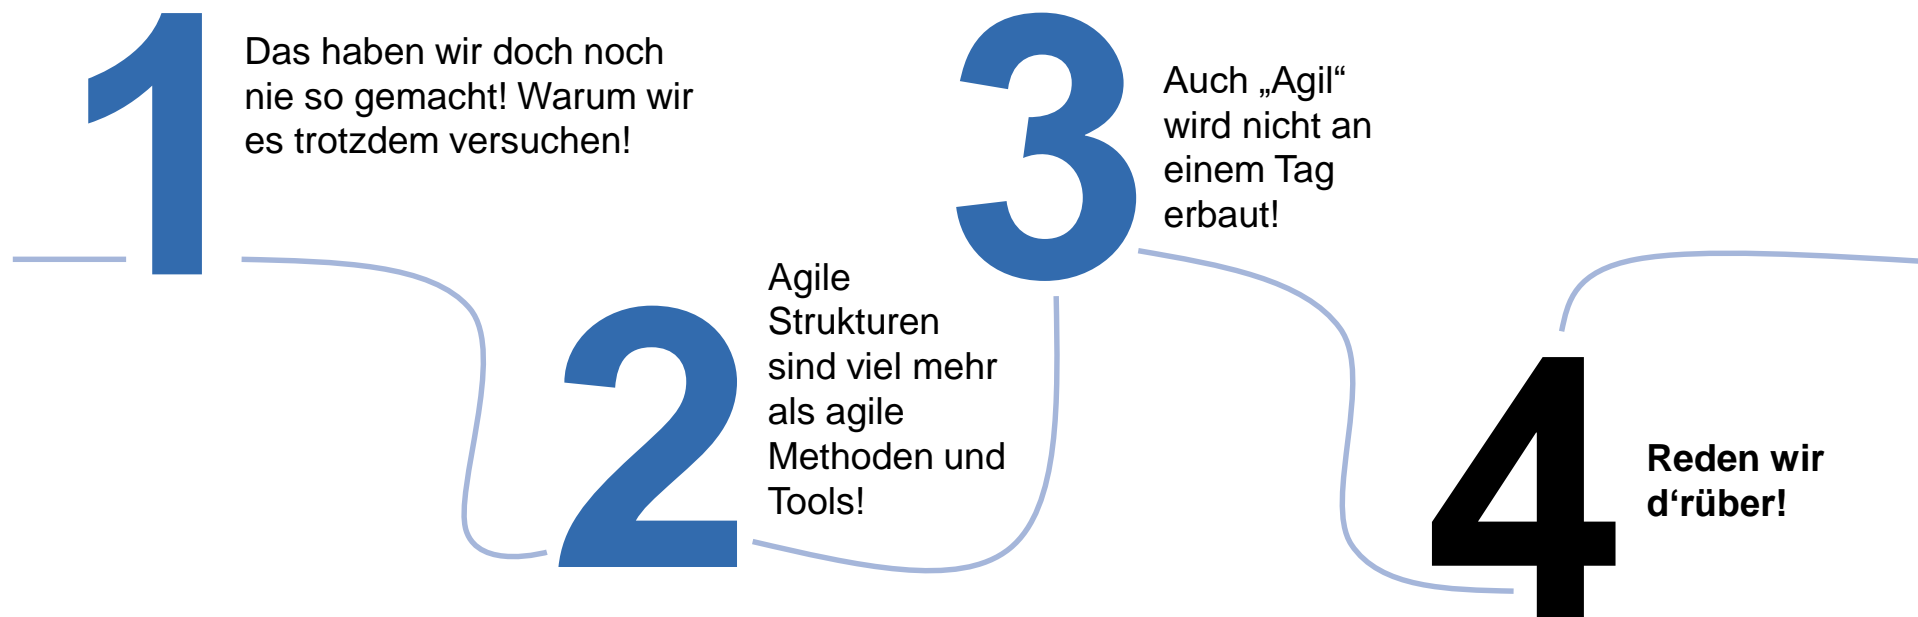 1
Das haben wir doch noch
nie so gemacht! Warum wir
es trotzdem versuchen!
2
Agile
Strukturen
sind viel mehr
als agile
Methoden und
Tools!
3
Auch „Agil“
wird nicht an
einem Tag
erbaut!
4
Reden wir
d‘rüber!